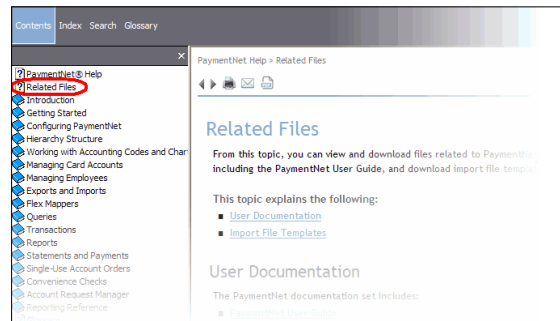 Contents Index Search Glossary
PaymentNet® Help
Related Files
Introduction
Getting Started
Configuring PaymentNet
Hierarchy Structure
Working with Accounting Codes and Char
Managing Card Accounts
Managing Employees
Exports and Imports
Flex Mappers
Queries
Transactions
Reports
Statements and Payments
Single-Use Account Orders
Convenience Checks
Account Request Manager
Reporting Reference
PaymentNet Help > Related Files
Related Files
From this topic, you can view and download files related to Payment
including the PaymentNet User Guide, and download import file
This topic explains the following:
User Documentation
Import File Templates
User Documentation
The PaymentNet documentation set includes:
PaymentNet User Guide